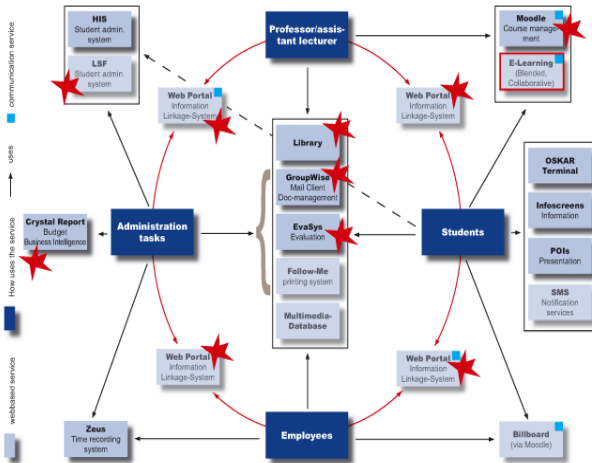 HIS
Student admin.
system
LSF
Student admin.
system
Professor/assis-
tant lecturer
Moodle
Course manage-
ment
E-Learning
(Blended,
Collaborative)
Web Portal
Information
Linkage-System
Web Portal
Information
Linkage-System
Library
GroupWise
Mail Client
Doc-management
EvaSys
Evaluation
Follow-Me
printing system
Multimedia-
Database
OSKAR
Terminal
Infoscreens
Information
POIs
Presentation
SMS
Notification
services
Crystal Report
Budget
Business Intelligence
Administration
tasks
Students
Web Portal
Information
Linkage-System
Web Portal
Information
Linkage-System
Zeus
Time recording
system
Employees
Billboard
(via Moodle)
communication service
uses
How uses the service
webbased service